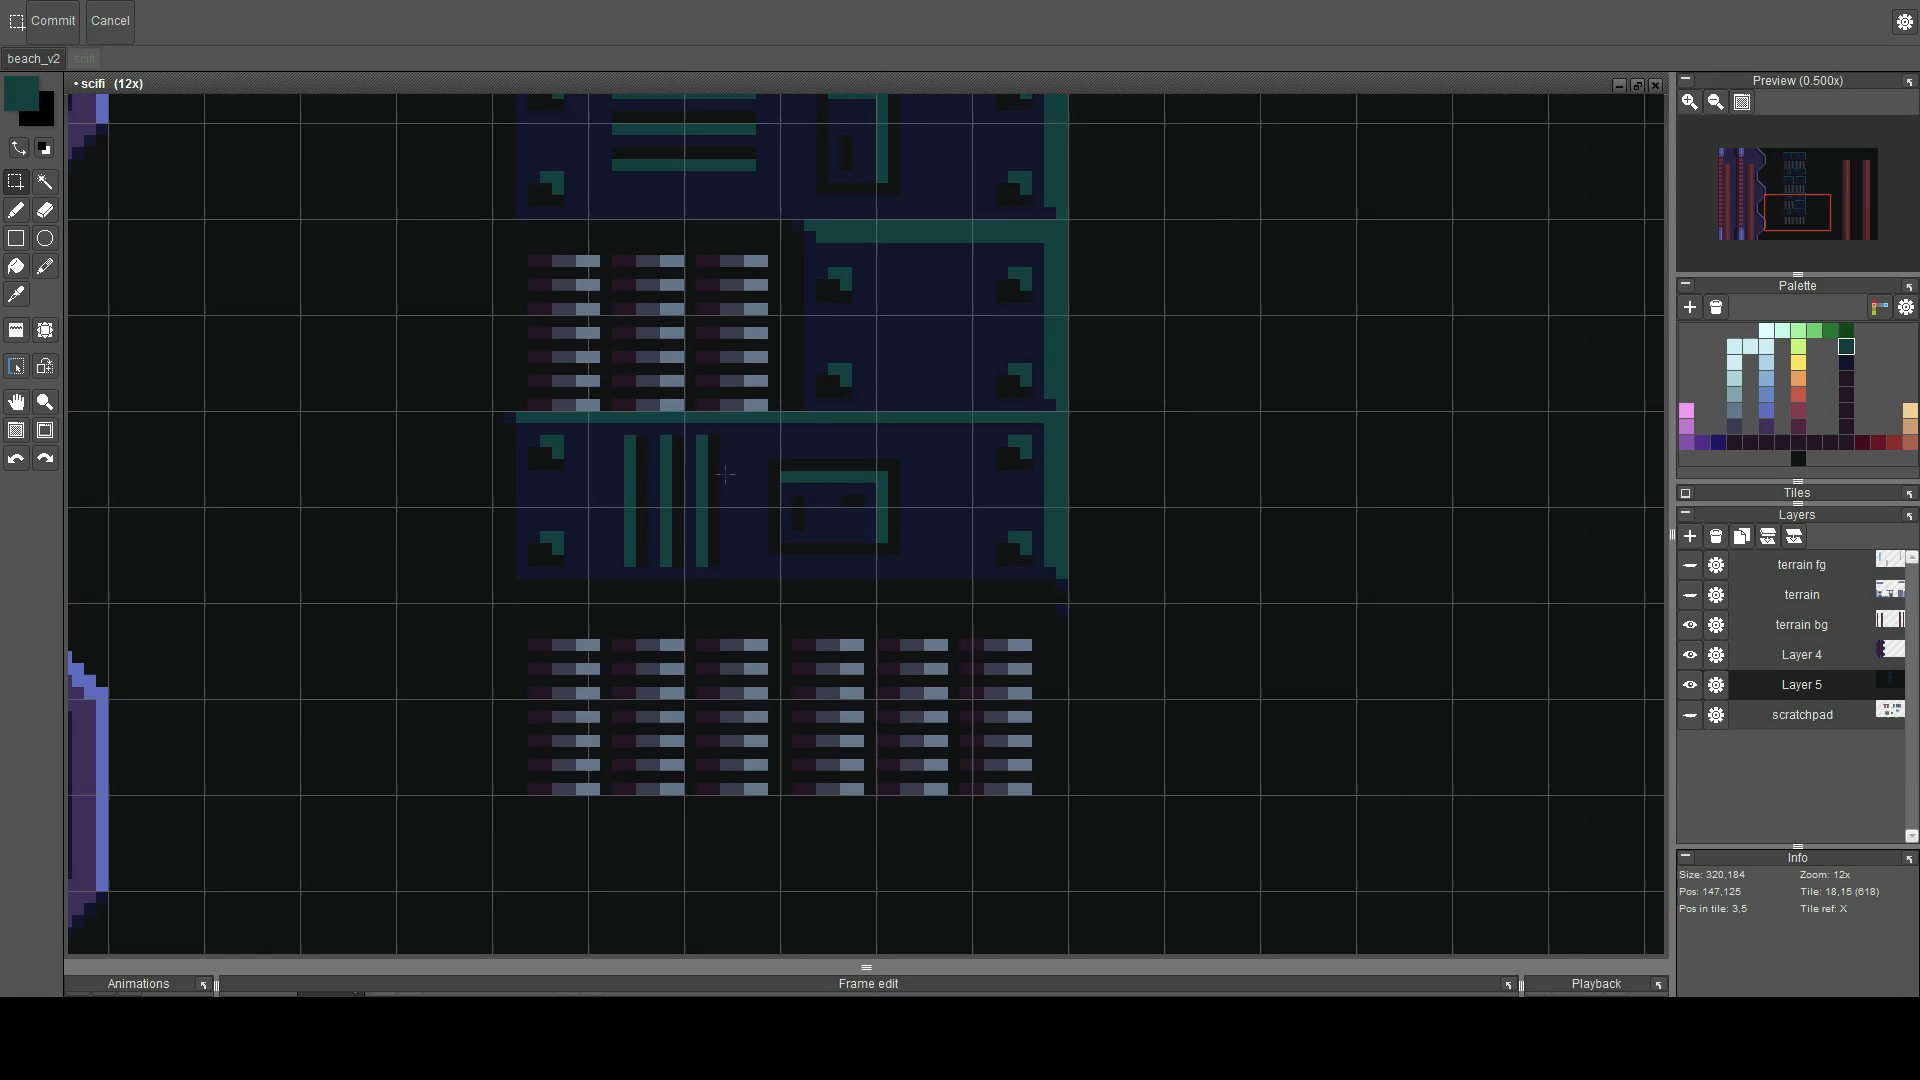 Commit Cancel
beach_v2 scifi
• scifi (12x)
Preview (0.500x)
Palette
Tiles
Layers
terrain fg
terrain
terrain bg
Layer 4
Layer 5
scratchpad
Info
Size: 320,184 Zoom: 12x
Pos: 147,125 Tile: 18,15 (618)
Pos in tile: 3,5 Tile ref: X
Animations Frame edit Playback